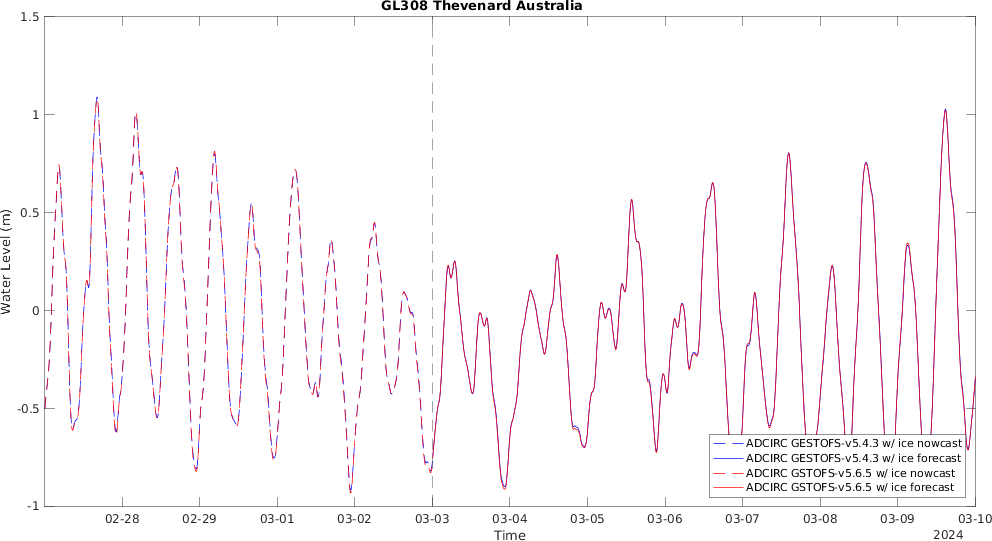 GL308 Thevenard Australia
1.5
1
0.5
0
-0.5
-1
Water Level (m)
02-28
02-29
03-01
03-02
03-03
03-04
03-05
03-06
03-07
03-08
03-09
03-10
Time
2024
ADCIRC GESTOFS-v5.4.3 w/ ice nowcast
ADCIRC GESTOFS-v5.4.3 w/ ice forecast
ADCIRC GSTOFS-v5.6.5 w/ ice nowcast
ADCIRC GSTOFS-v5.6.5 w/ ice forecast